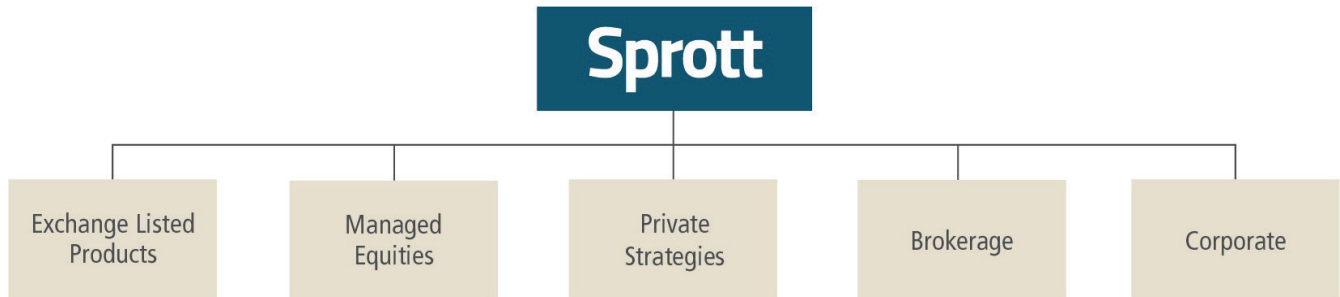 Sprott
Exchange Listed
Products
Managed
Equities
Private
Strategies
Brokerage
Corporate